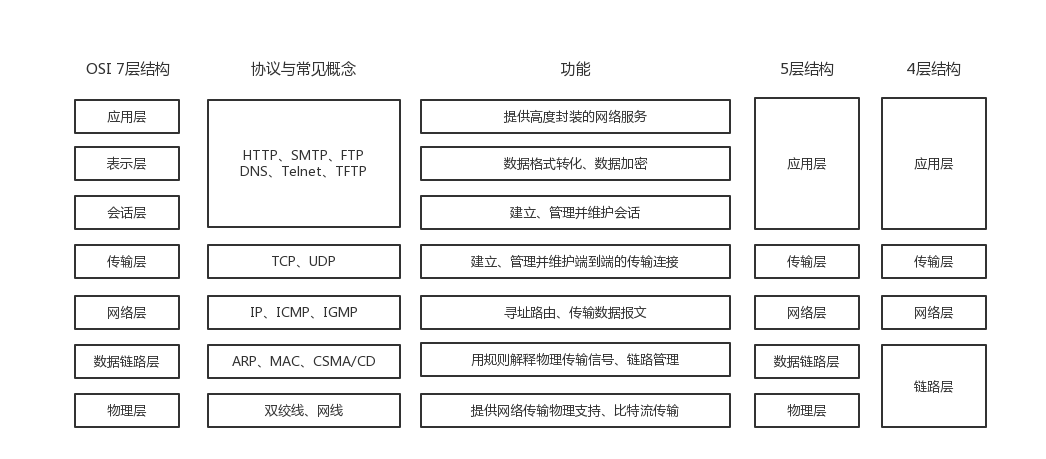 OSI 7层结构
协议与常见概念
功能
5层结构
4层结构
应用层
HTTP、SMTP、FTP
DNS、Telnet、TFTP
提供高度封装的网络服务
应用层
应用层
表示层
数据格式转化、数据加密
会话层
建立、管理并维护会话
传输层
TCP、UDP
建立、管理并维护端到端的传输连接
传输层
传输层
网络层
IP、ICMP、IGMP
寻址路由、传输数据报文
网络层
网络层
数据链路层
ARP、MAC、CSMA/CD
用规则解释物理传输信号、链路管理
数据链路层
链路层
物理层
双绞线、网线
提供网络传输物理支持、比特流传输
物理层